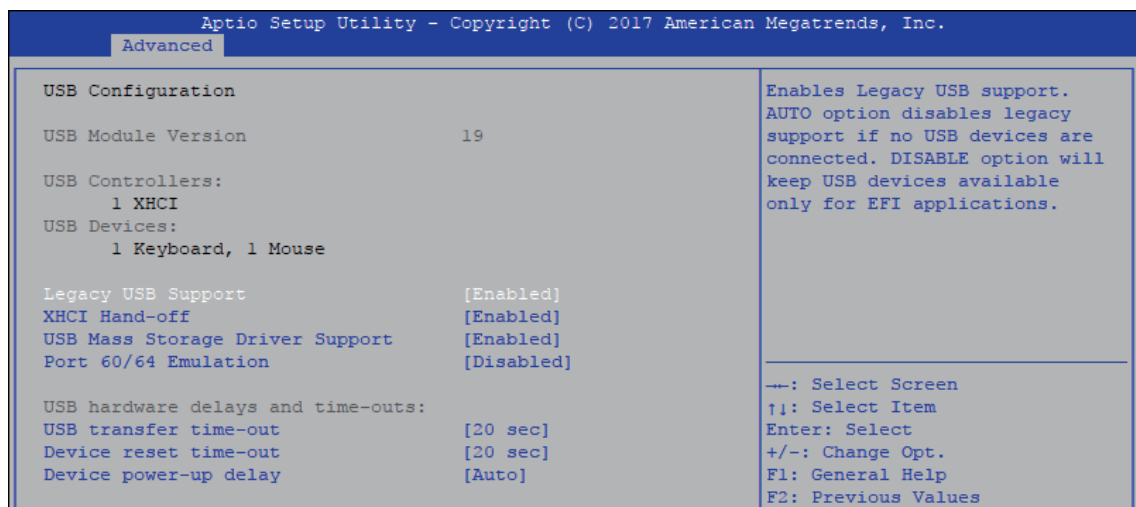 Aptio Setup Utility - Copyright (C) 2017 American Megatrends, Inc.
Advanced
USB Configuration
USB Module Version 19
USB Controllers:
1 XHCI
USB Devices:
1 Keyboard, 1 Mouse
Legacy USB Support [Enabled]
XHCI Hand-off [Enabled]
USB Mass Storage Driver Support [Enabled]
Port 60/64 Emulation [Disabled]
USB hardware delays and time-outs:
USB transfer time-out [20 sec]
Device reset time-out [20 sec]
Device power-up delay [Auto]
Enables Legacy USB support.
AUTO option disables legacy
support if no USB devices are
connected. DISABLE option will
keep USB devices available
only for EFI applications.
→←: Select Screen
↑↓: Select Item
Enter: Select
+/-: Change Opt.
F1: General Help
F2: Previous Values